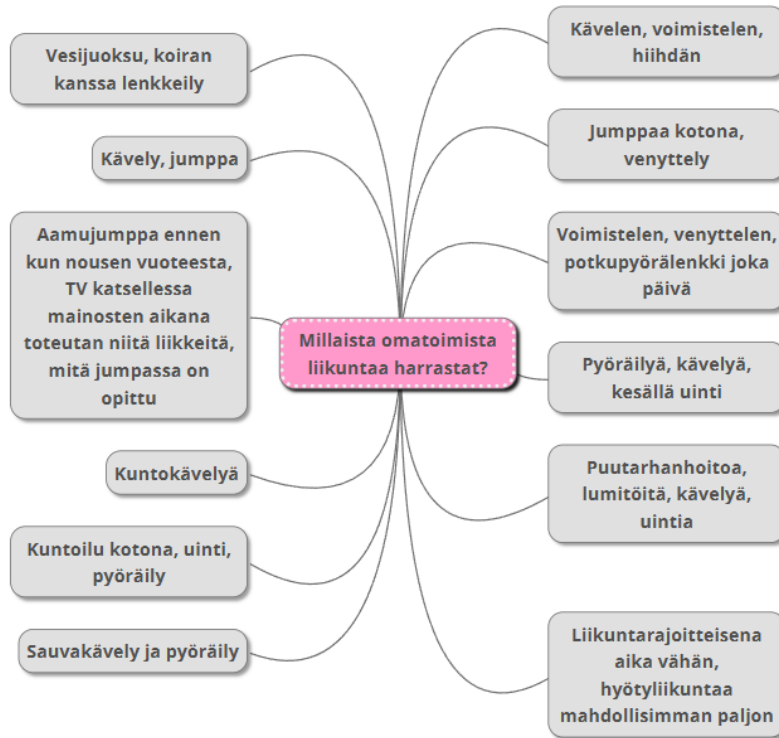 Vesijuoksu, koiran
kanssa lenkkeily
Kävely, jumppa
Aamujumppa ennen
kun nousen vuoteesta,
TV katsellessa
mainosten aikana
toteutan niitä liikkeitä,
mitä jumpassa on
opittu
Kuntokävelyä
Kuntoilu kotona, uinti,
pyöräily
Sauvakävely ja pyöräily
Millaista omatoimista
liikuntaa harrastat?
Kävelen, voimistelen,
hiihdän
Jumppaa kotona,
venyttely
Voimistelen, venyttelen,
potkupyörälenkki joka
päivä
Pyöräilyä, kävelyä,
kesällä uinti
Puutarhanhoitoa,
lumitöitä, kävelyä,
uintia
Liikuntarajoitteisena
aika vähän,
hyötyliikuntaa
mahdollisimman paljon